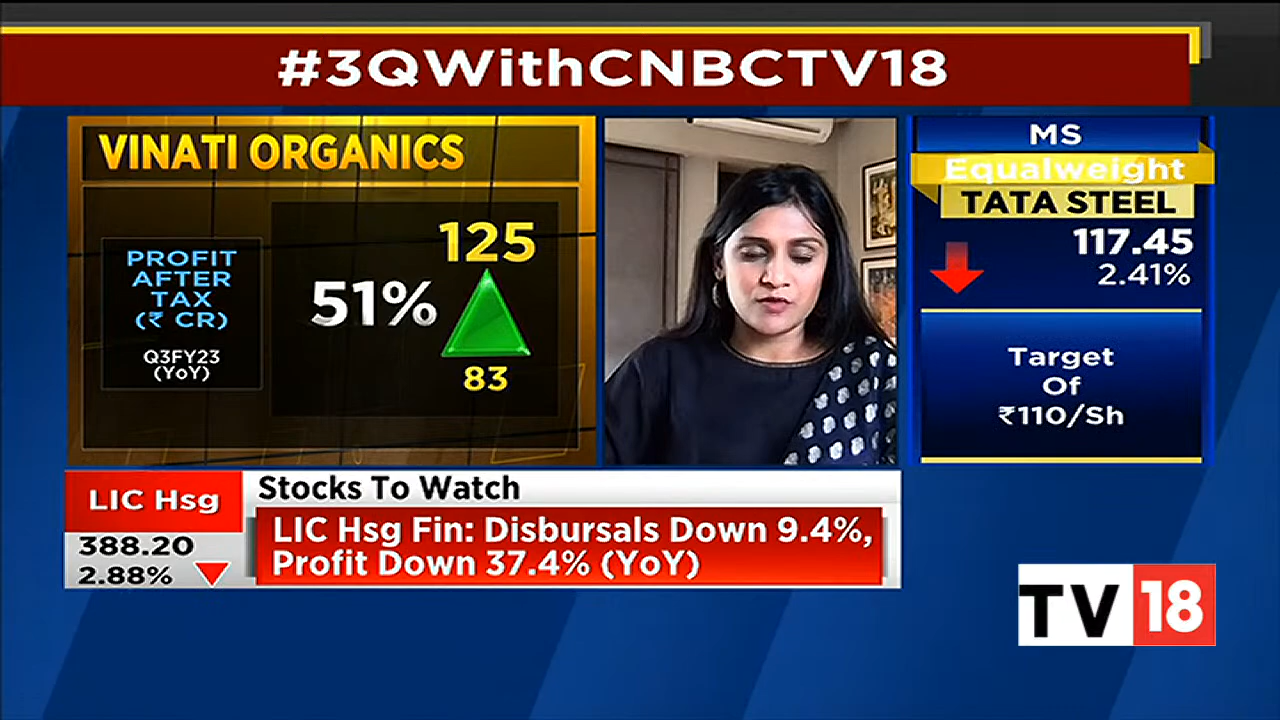 #3QWithCNBCTV18
VINATI ORGANICS
PROFIT
AFTER
TAX
(₹ CR)
Q3FY23
(YoY)
125
51%
83
MS
Equalweight
TATA STEEL
117.45
2.41%
Target
Of
₹110/Sh
LIC Hsg
388.20
2.88%
Stocks To Watch
LIC Hsg Fin: Disbursals Down 9.4%,
Profit Down 37.4% (YoY)
TV18